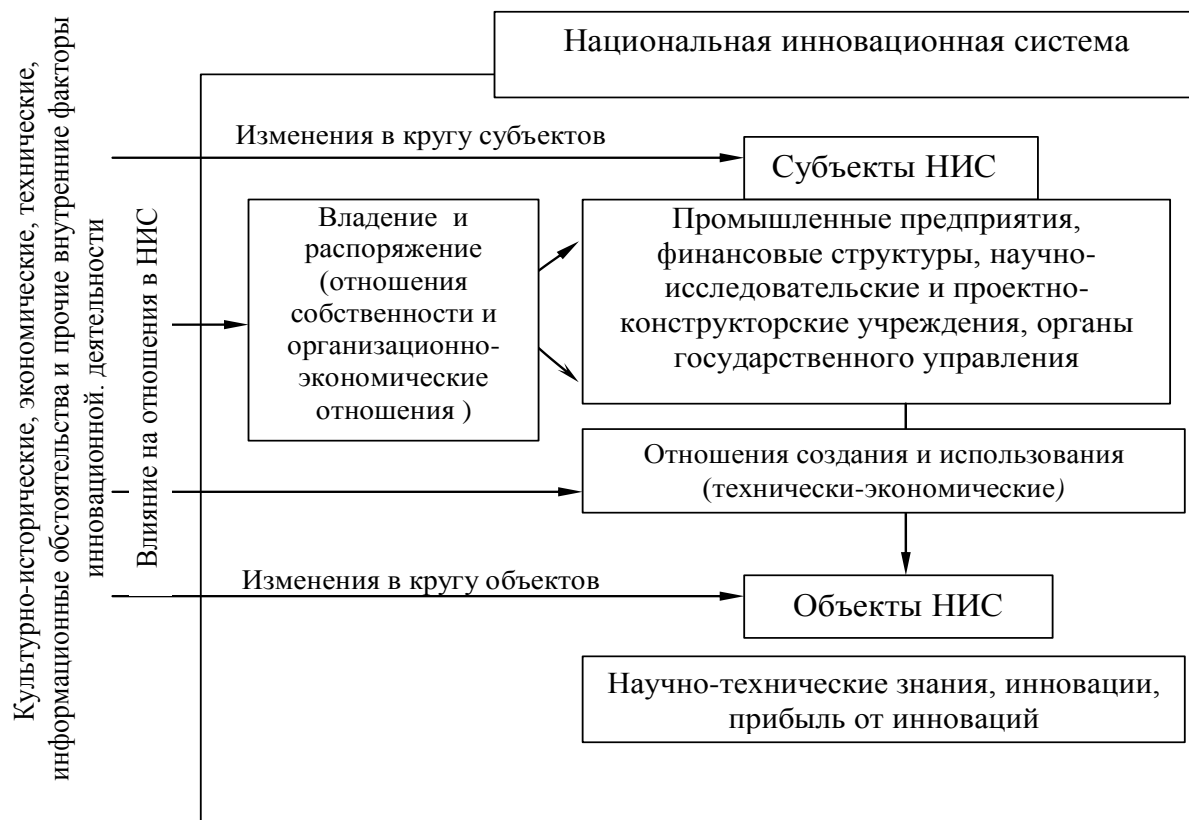 Национальная инновационная система
Культурно-исторические, экономические, технические,
информационные обстоятельства и прочие внутренние факторы
инновационной. деятельности
Влияние на отношения в НИС
Изменения в кругу субъектов
Субъекты НИС
Владение и
распоряжение
(отношения
собственности и
организационно-
экономические
отношения )
Промышленные предприятия,
финансовые структуры, научно-
исследовательские и проектно-
конструкторские учреждения, органы
государственного управления
Отношения создания и использования
(технически-экономические)
Изменения в кругу объектов
Объекты НИС
Научно-технические знания, инновации,
прибыль от инноваций